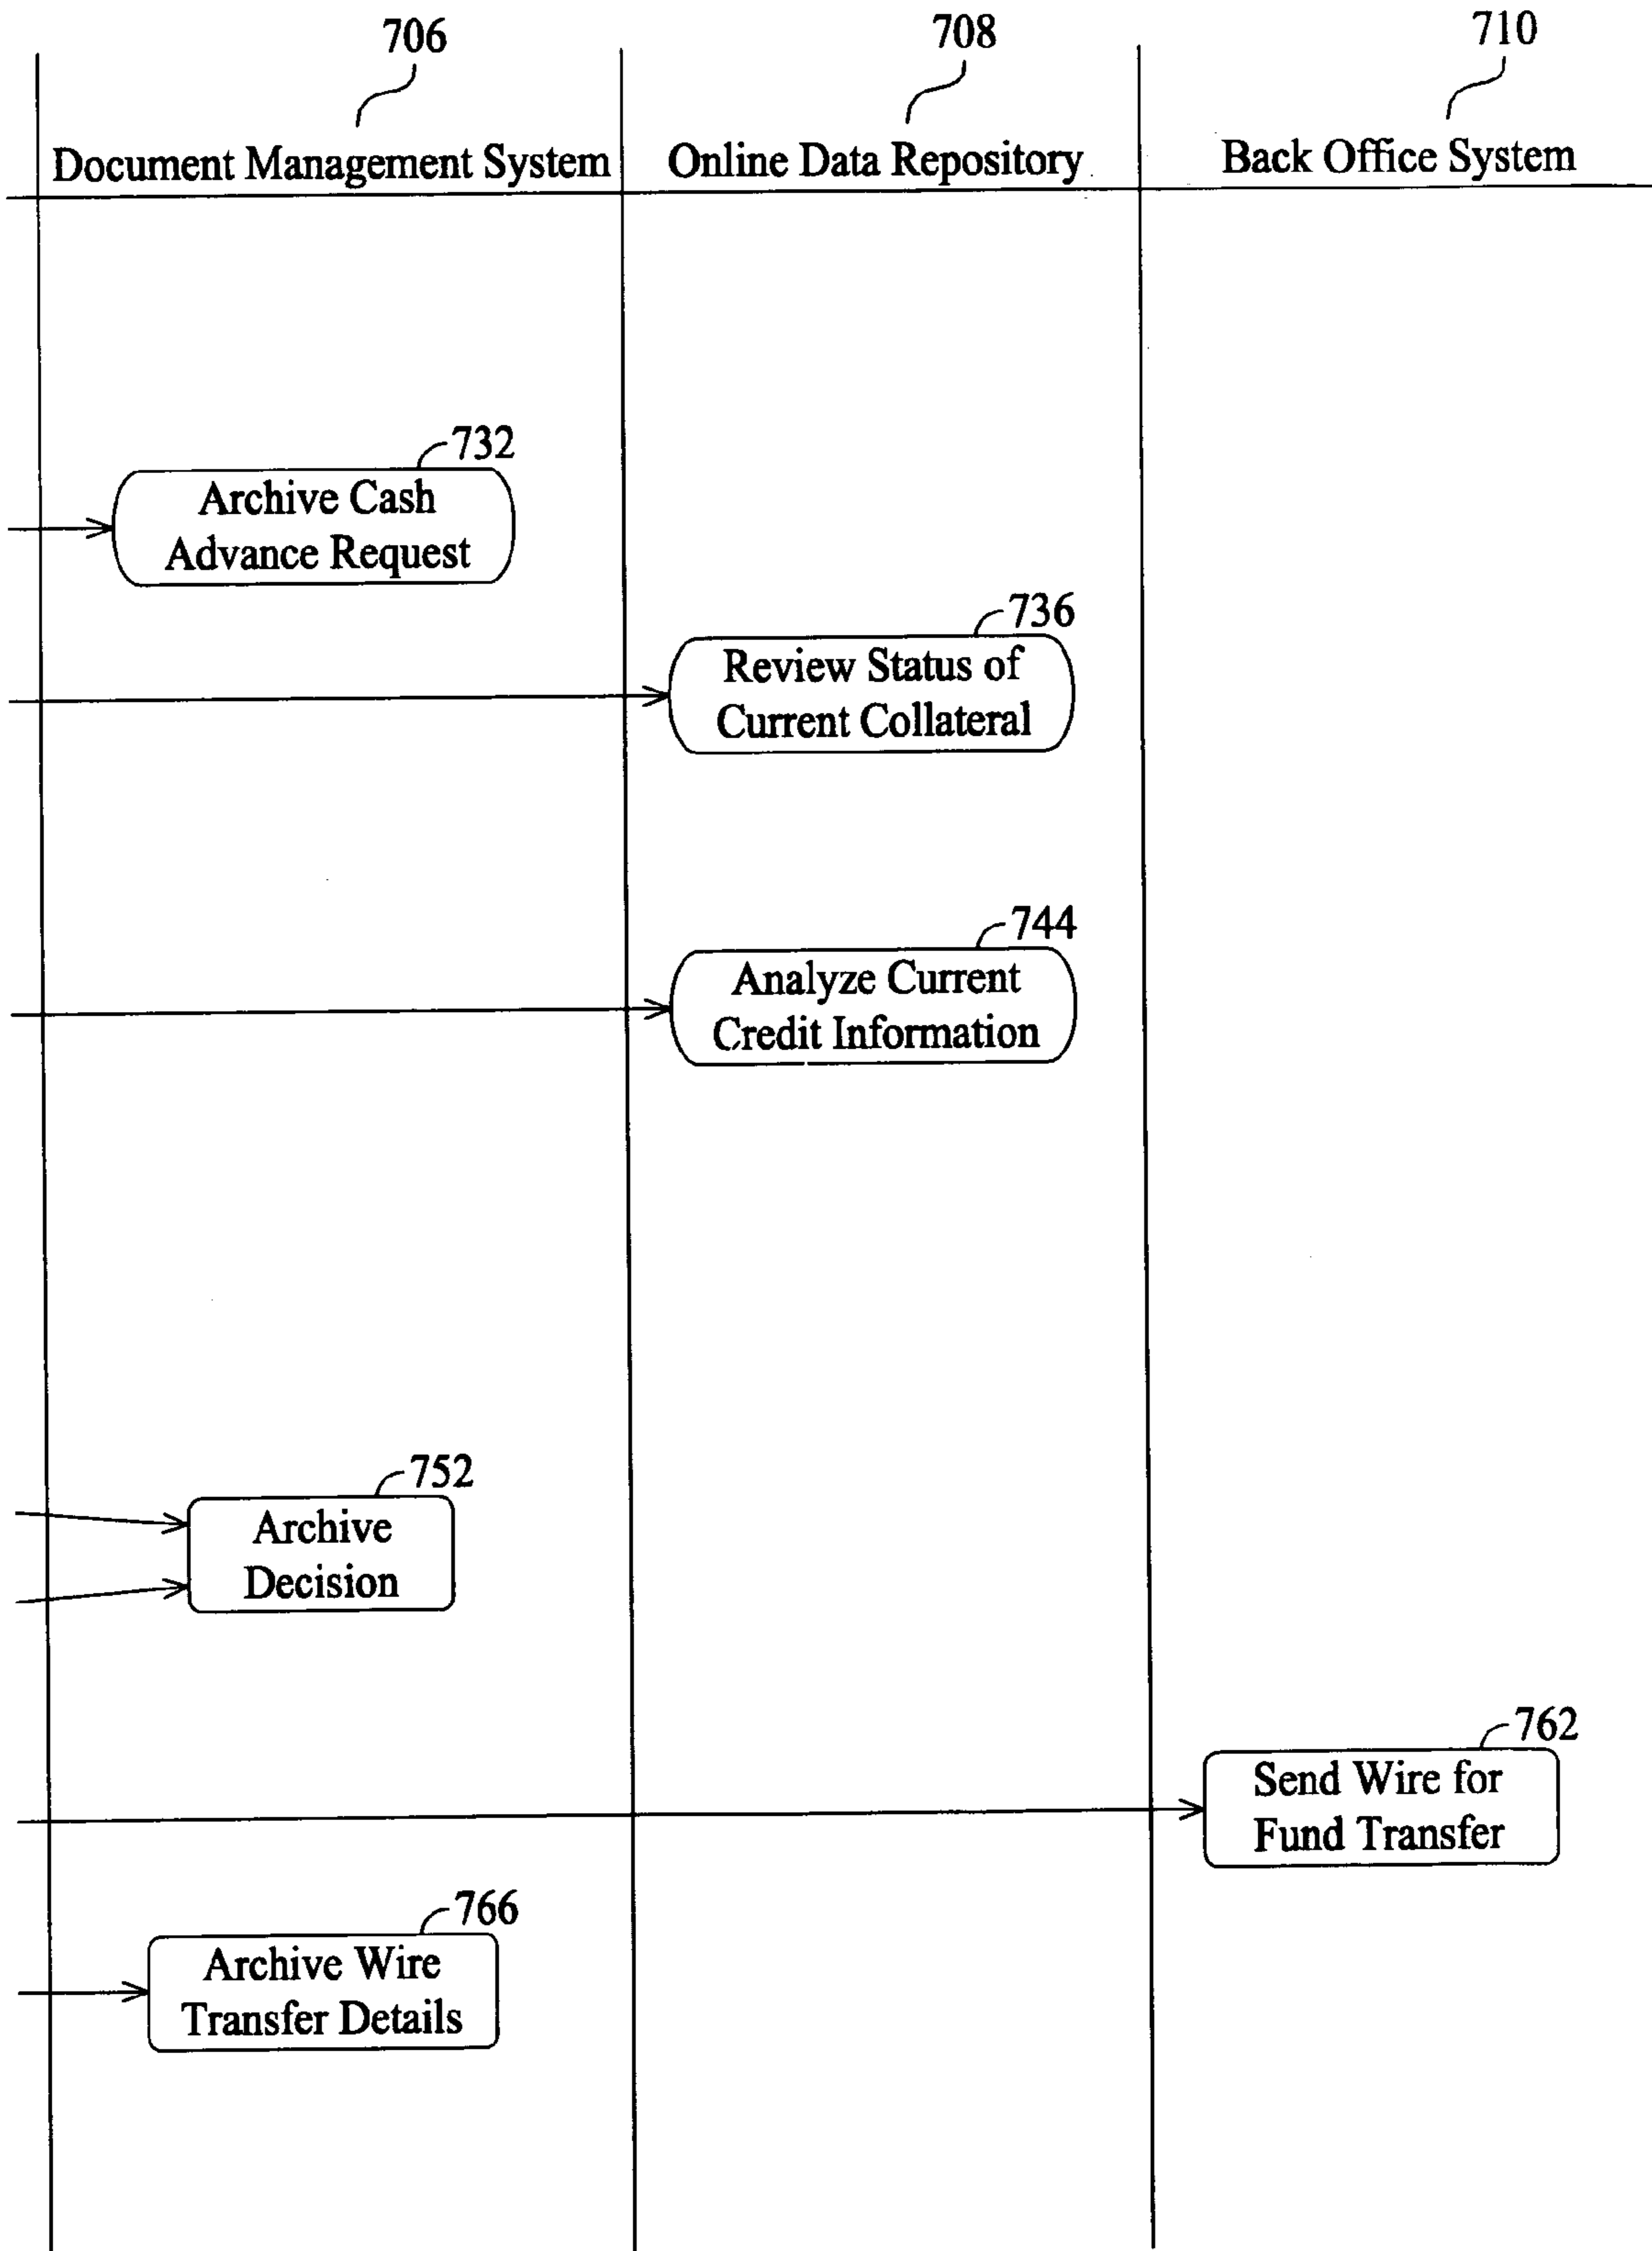 706
708
710
Document Management System
Online Data Repository
Back Office System
732
Archive Cash
Advance Request
736
Review Status of
Current Collateral
744
Analyze Current
Credit Information
752
Archive
Decision
762
Send Wire for
Fund Transfer
766
Archive Wire
Transfer Details